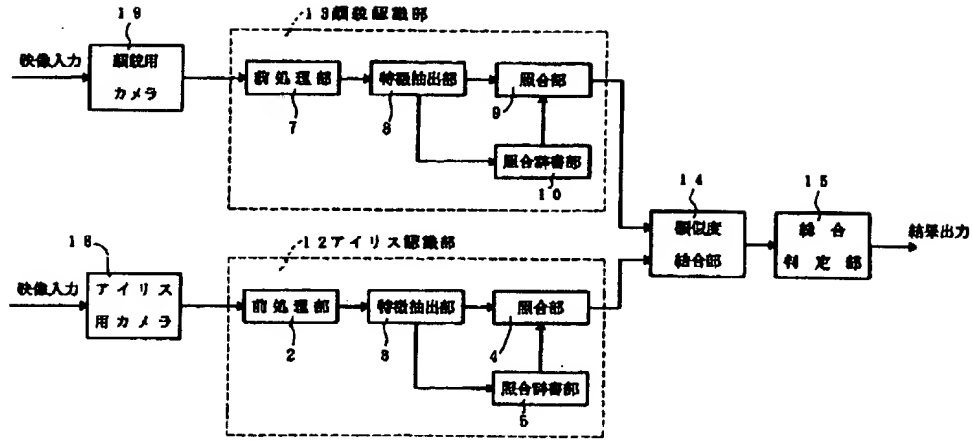 19
13顔貌認識部
映像入力
顔貌用
カメラ
前処理部
7
特徴抽出部
8
照合部
9
照合辞書部
10
14
類似度
結合部
15
総合
判定部
結果出力
18
12アイリス認識部
映像入力
アイリス
用カメラ
前処理部
2
特徴抽出部
3
照合部
4
照合辞書部
5